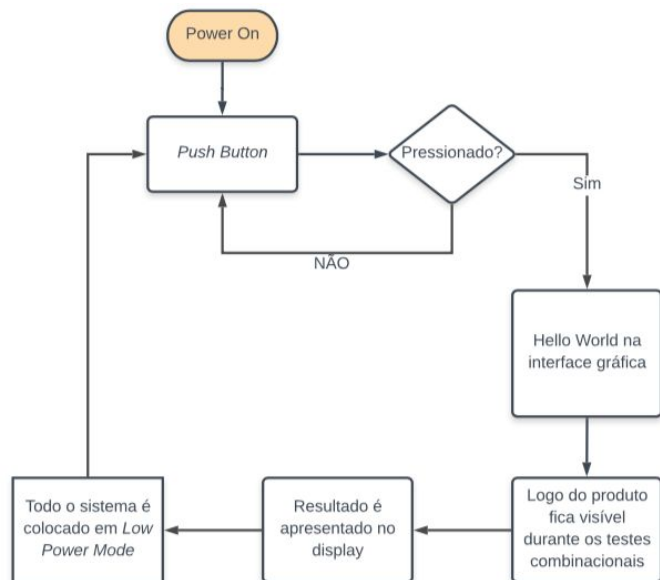 Power On
Push Button
Pressionado?
Sim
NÃO
Hello World na
interface gráfica
Todo o sistema é
colocado em Low
Power Mode
Resultado é
apresentado no
display
Logo do produto
fica visível
durante os testes
combinacionais